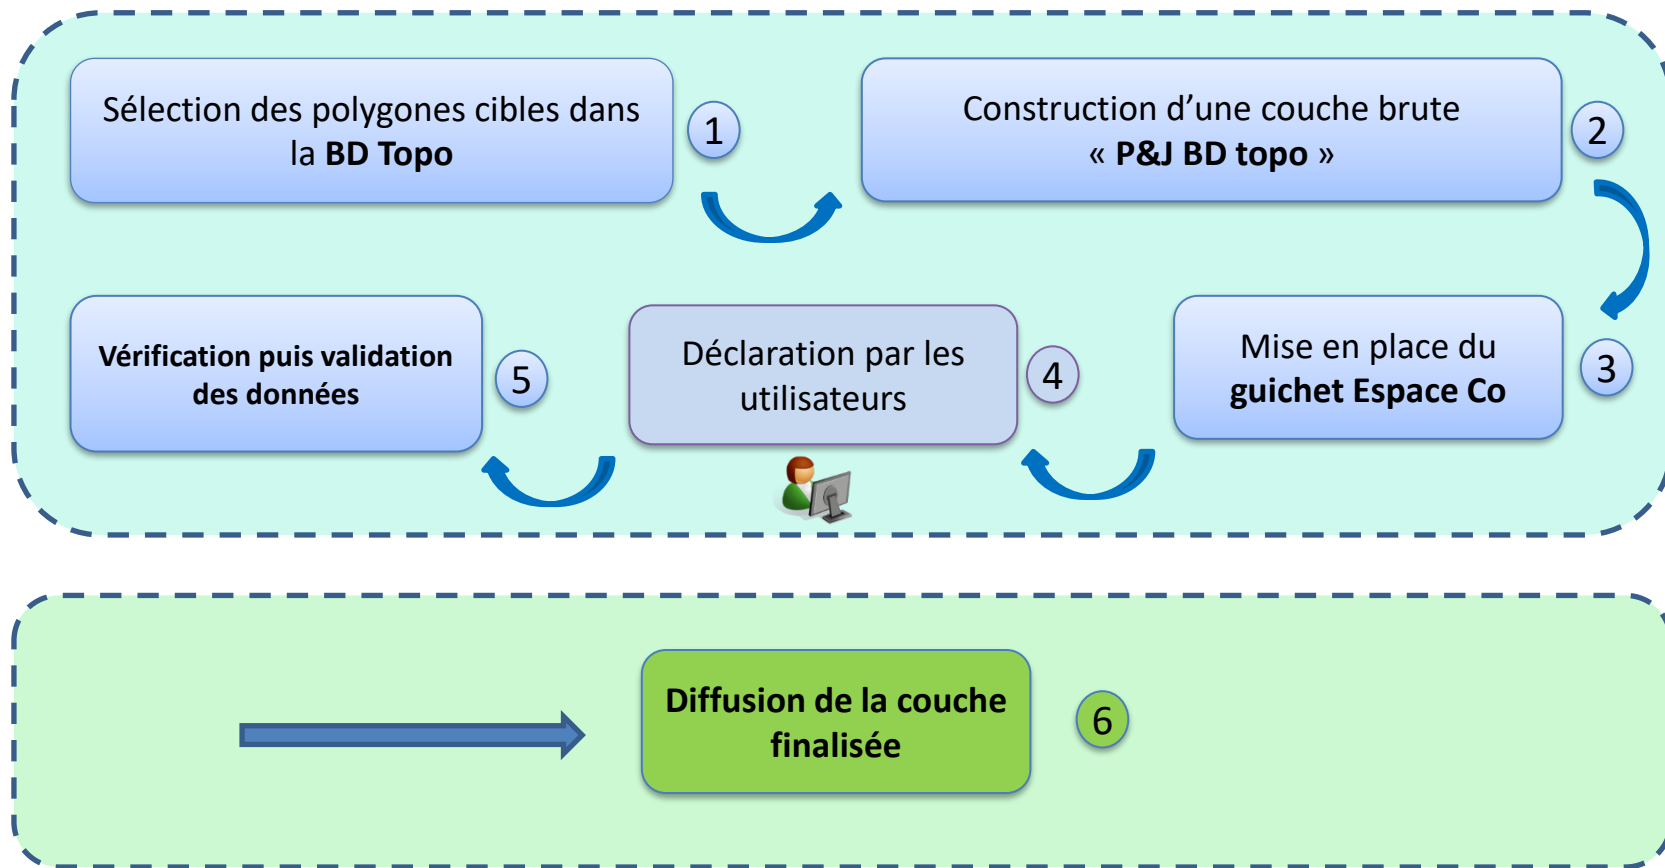 Sélection des polygones cibles dans
la BD Topo
1
Construction d’une couche brute
« P&J BD topo »
2
Mise en place du
guichet Espace Co
3
Déclaration par les
utilisateurs
4
Vérification puis validation
des données
5
Diffusion de la couche
finalisée
6